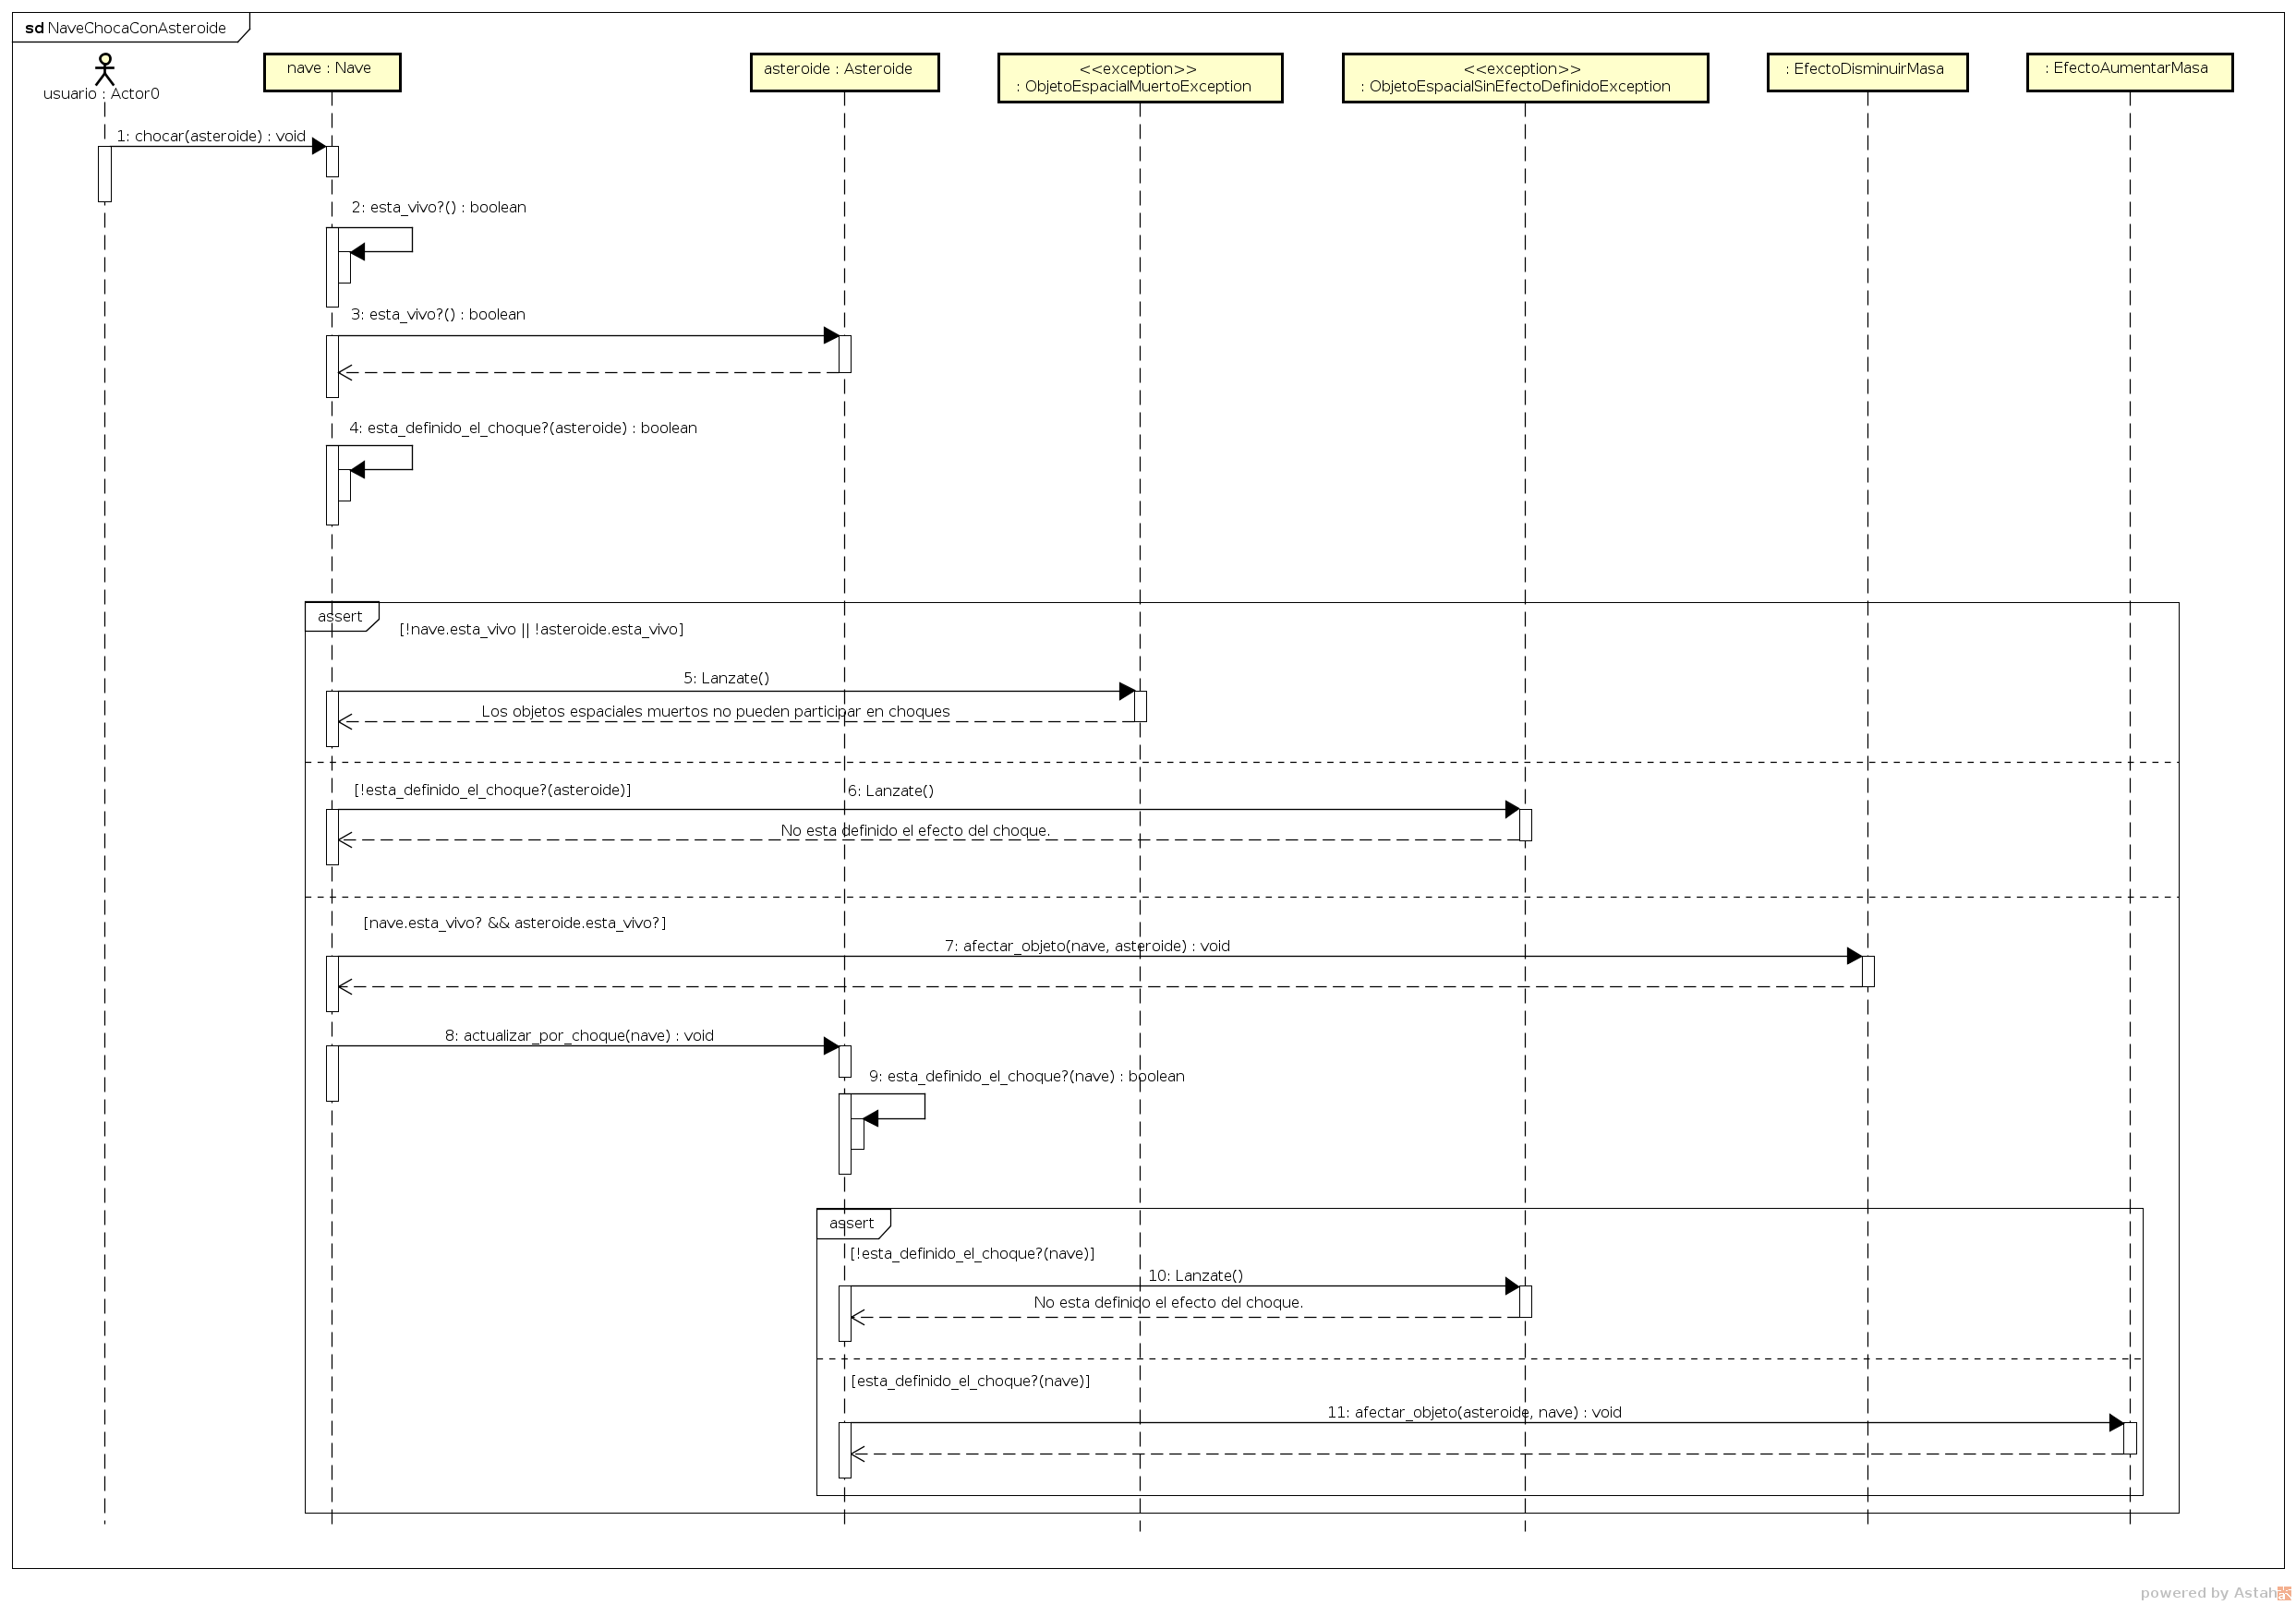 sd NaveChocaConAsteroide
usuario : Actor0
nave : Nave
asteroide : Asteroide
<<exception>>
: ObjetoEspacialMuertoException
<<exception>>
: ObjetoEspacialSinEfectoDefinidoException
: EfectoDisminuirMasa
: EfectoAumentarMasa
1: chocar(asteroide) : void
2: esta_vivo?() : boolean
3: esta_vivo?() : boolean
4: esta_definido_el_choque?(asteroide) : boolean
assert
[!nave.esta_vivo || !asteroide.esta_vivo]
5: Lanzate()
Los objetos espaciales muertos no pueden participar en choques
[!esta_definido_el_choque?(asteroide)]
6: Lanzate()
No esta definido el efecto del choque.
[nave.esta_vivo? && asteroide.esta_vivo?]
7: afectar_objeto(nave, asteroide) : void
8: actualizar_por_choque(nave) : void
9: esta_definido_el_choque?(nave) : boolean
assert
[!esta_definido_el_choque?(nave)]
10: Lanzate()
No esta definido el efecto del choque.
[esta_definido_el_choque?(nave)]
11: afectar_objeto(asteroide, nave) : void
powered by Astah